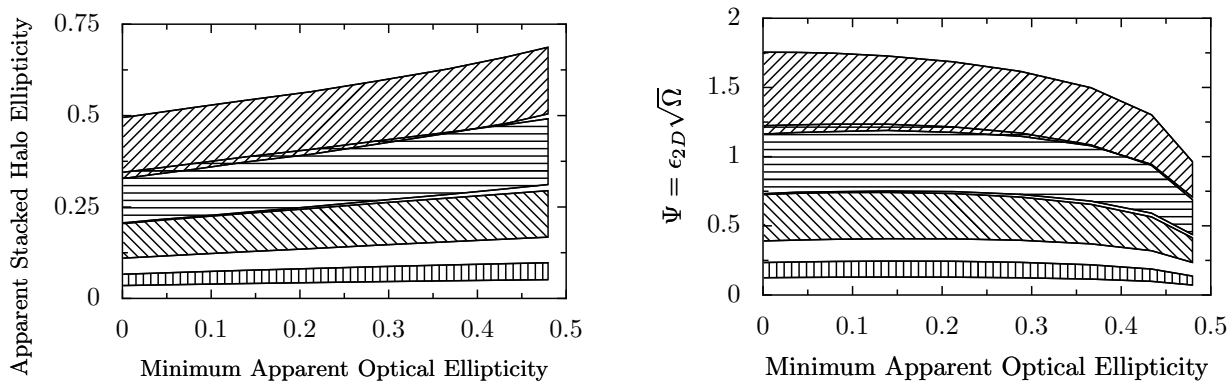 Apparent Stacked Halo Ellipticity
0.75
0.5
0.25
0
0 0.1 0.2 0.3 0.4 0.5
Minimum Apparent Optical Ellipticity
Ψ = ϵ2D√Ω
2
1.5
1
0.5
0
0 0.1 0.2 0.3 0.4 0.5
Minimum Apparent Optical Ellipticity